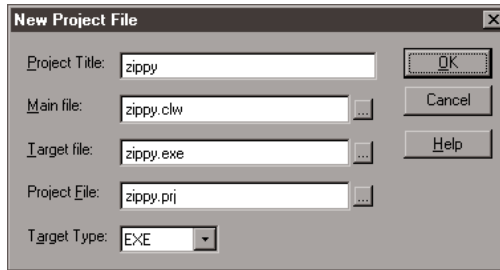 New Project File
Project Title: zippy
OK
Main file: zippy.clw ...
Cancel
Target file: zippy.exe ...
Help
Project File: zippy.prj ...
Target Type: EXE